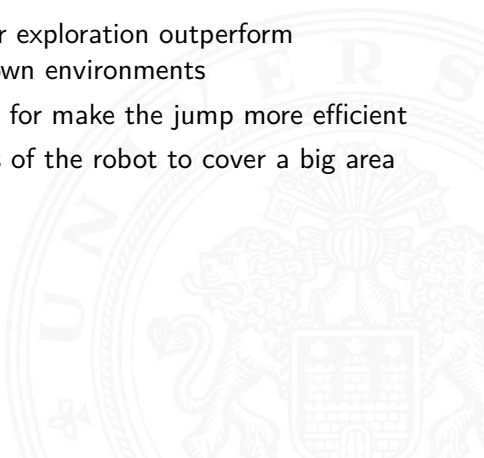 r exploration outperform
wn environments
for make the jump more efficient
s of the robot to cover a big area
U N I V E R S